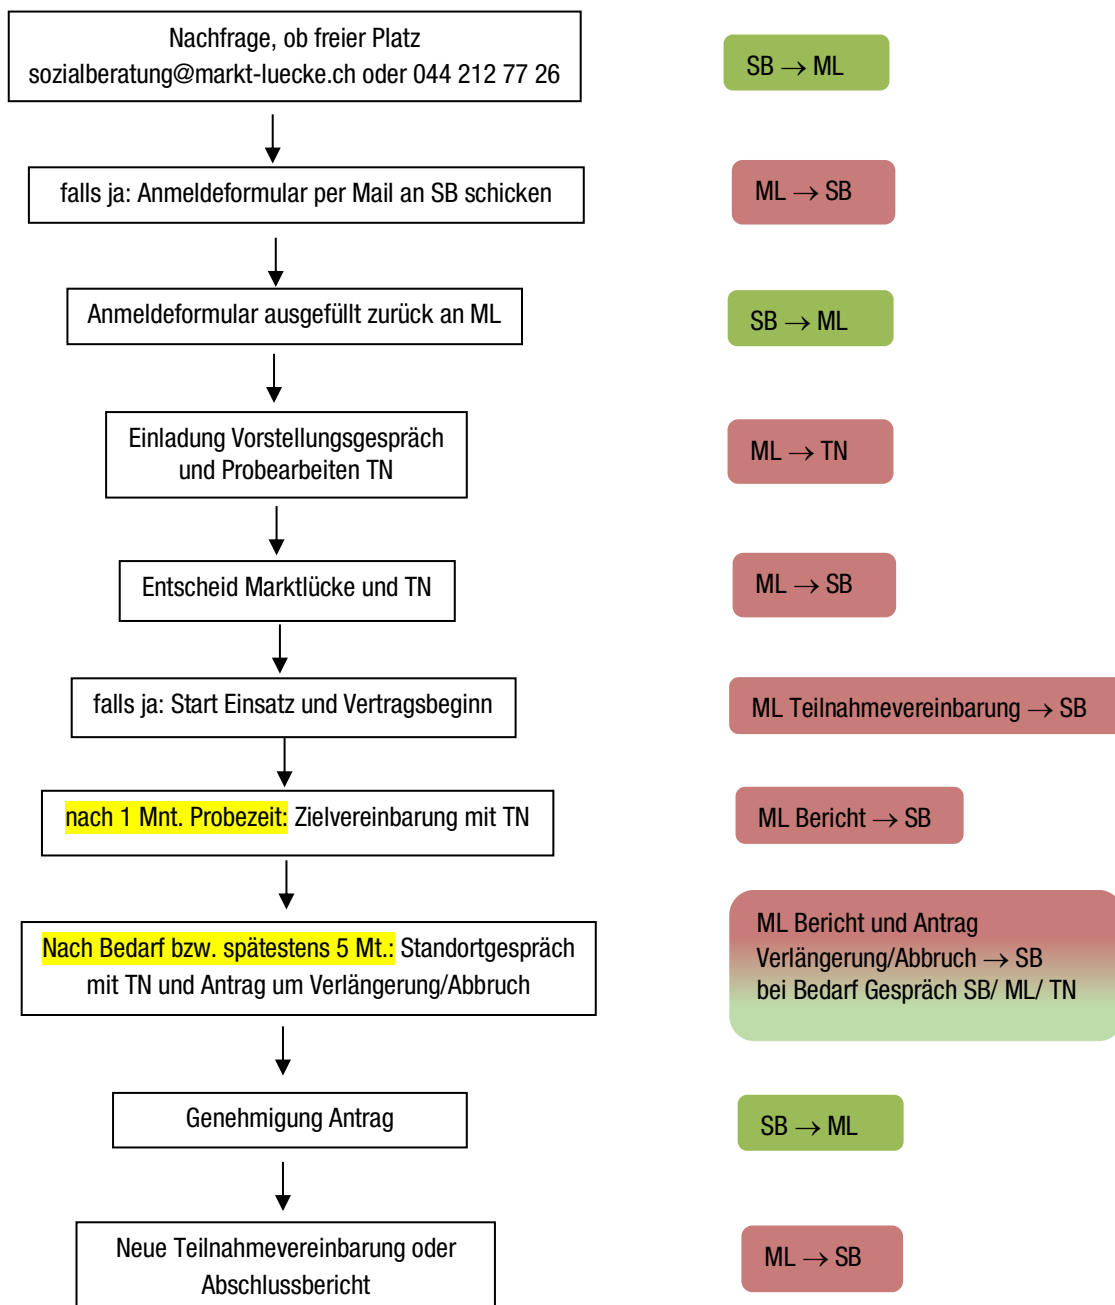 Nachfrage, ob freier Platz
sozialberatung@markt-luecke.ch oder 044 212 77 26
SB → ML
falls ja: Anmeldeformular per Mail an SB schicken
ML → SB
Anmeldeformular ausgefüllt zurück an ML
SB → ML
Einladung Vorstellungsgespräch
und Probearbeiten TN
ML → TN
Entscheid Marktlücke und TN
ML → SB
falls ja: Start Einsatz und Vertragsbeginn
ML Teilnahmevereinbarung → SB
nach 1 Mnt. Probezeit: Zielvereinbarung mit TN
ML Bericht → SB
Nach Bedarf bzw. spätestens 5 Mt.: Standortgespräch
mit TN und Antrag um Verlängerung/Abbruch
ML Bericht und Antrag
Verlängerung/Abbruch → SB
bei Bedarf Gespräch SB/ ML/ TN
Genehmigung Antrag
SB → ML
Neue Teilnahmevereinbarung oder
Abschlussbericht
ML → SB